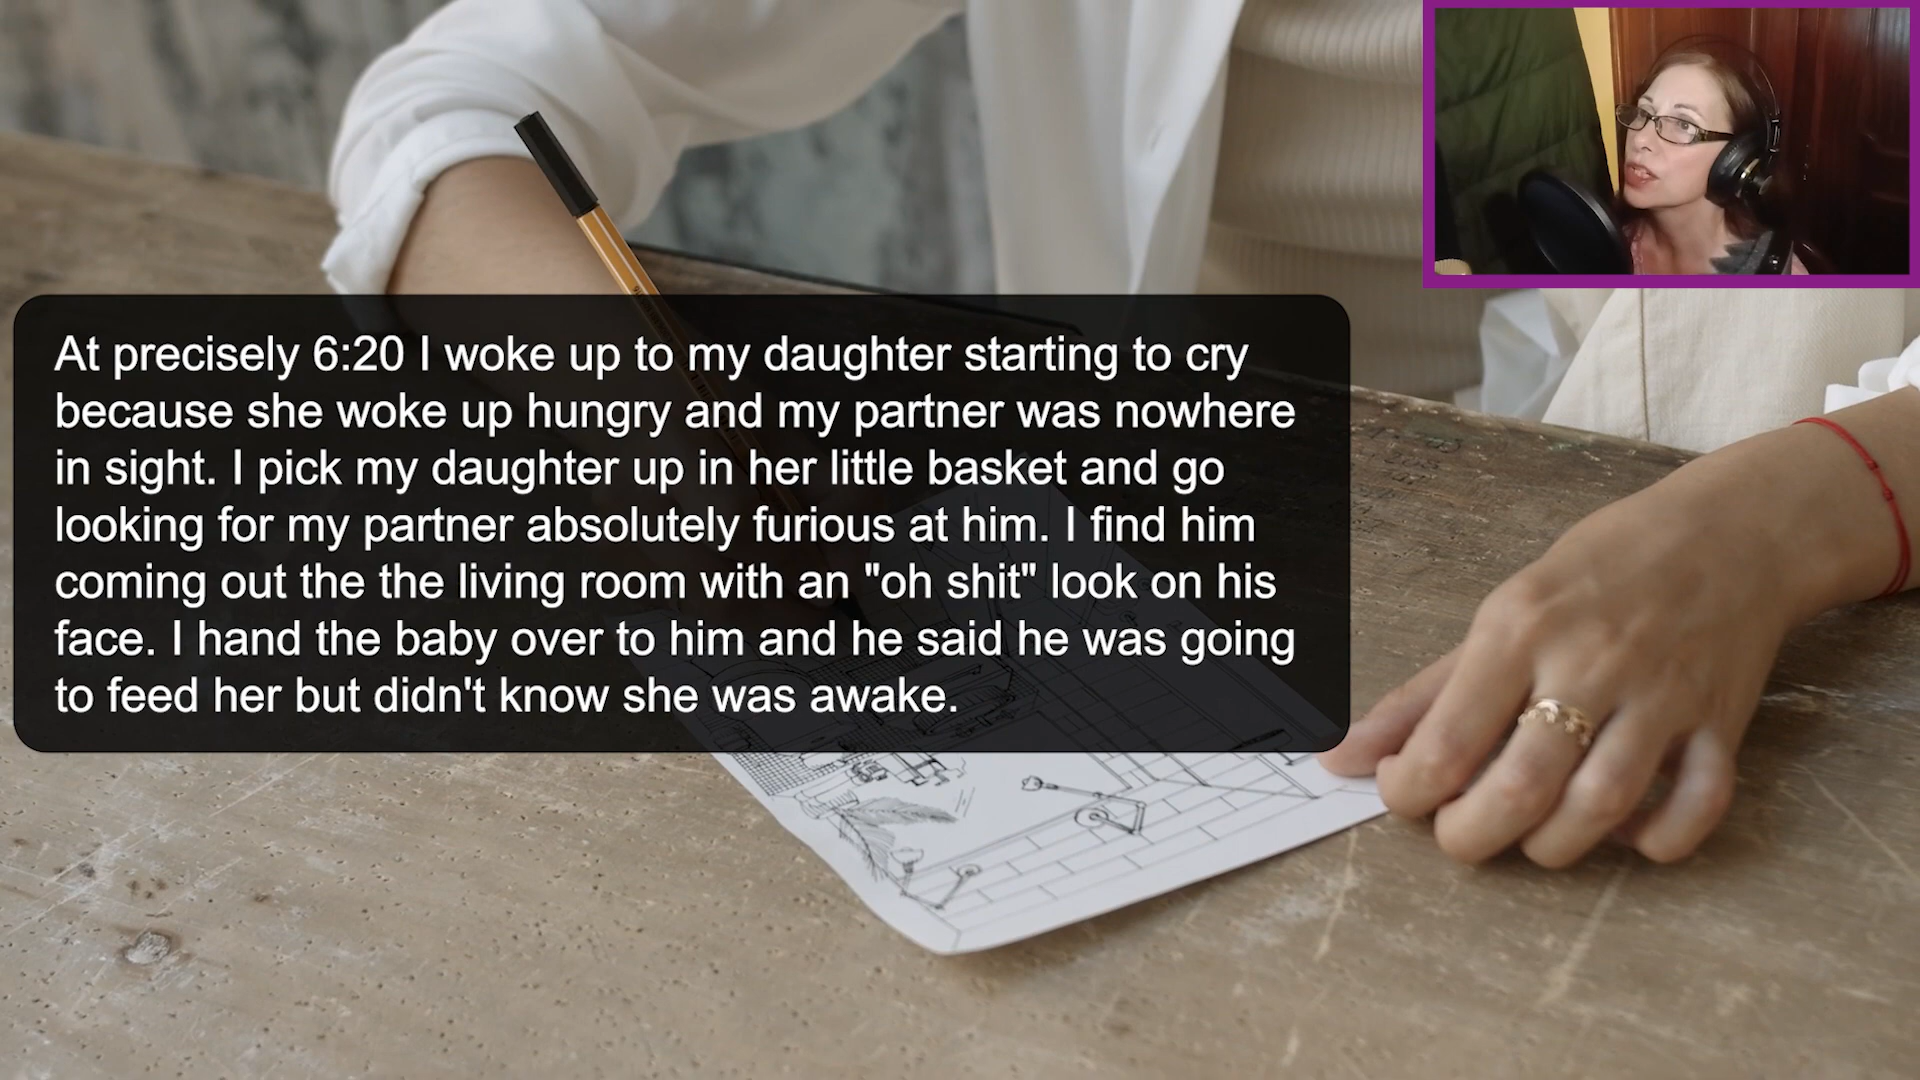 At precisely 6:20 I woke up to my daughter starting to cry
because she woke up hungry and my partner was nowhere
in sight. I pick my daughter up in her little basket and go
looking for my partner absolutely furious at him. I find him
coming out the the living room with an "oh shit" look on his
face. I hand the baby over to him and he said he was going
to feed her but didn't know she was awake.